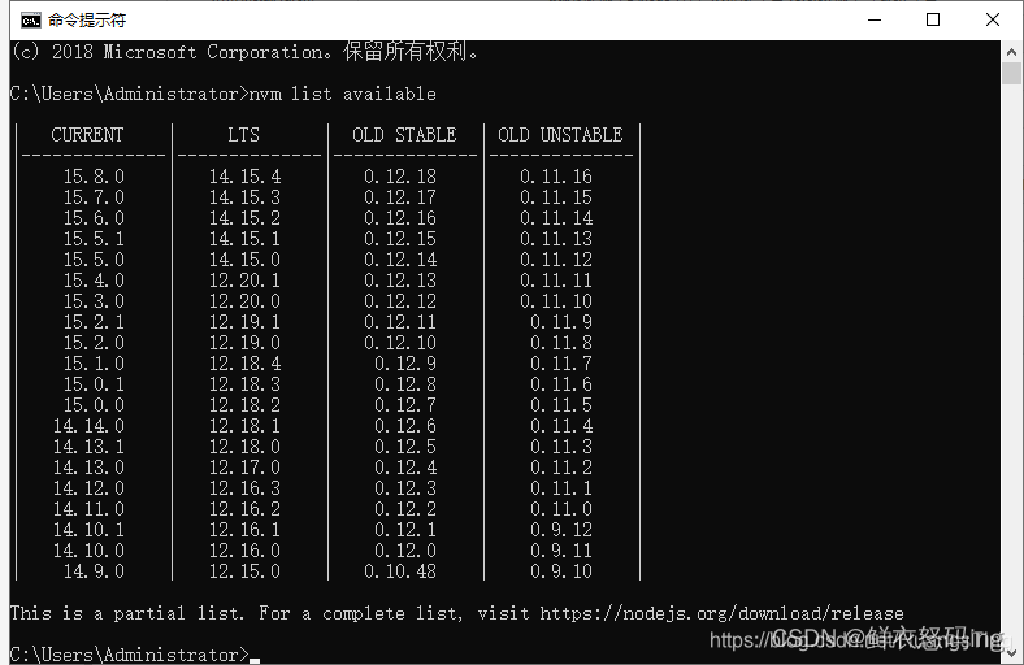 命令提示符
(c) 2018 Microsoft Corporation。保留所有权利。
C:\Users\Administrator>nvm list available
| CURRENT | LTS | OLD STABLE | OLD UNSTABLE |
|--------------|--------------|--------------|--------------|
| 15.8.0 | 14.15.4 | 0.12.18 | 0.11.16 |
| 15.7.0 | 14.15.3 | 0.12.17 | 0.11.15 |
| 15.6.0 | 14.15.2 | 0.12.16 | 0.11.14 |
| 15.5.1 | 14.15.1 | 0.12.15 | 0.11.13 |
| 15.5.0 | 14.15.0 | 0.12.14 | 0.11.12 |
| 15.4.0 | 12.20.1 | 0.12.13 | 0.11.11 |
| 15.3.0 | 12.20.0 | 0.12.12 | 0.11.10 |
| 15.2.1 | 12.19.1 | 0.12.11 | 0.11.9 |
| 15.2.0 | 12.19.0 | 0.12.10 | 0.11.8 |
| 15.1.0 | 12.18.4 | 0.12.9 | 0.11.7 |
| 15.0.1 | 12.18.3 | 0.12.8 | 0.11.6 |
| 15.0.0 | 12.18.2 | 0.12.7 | 0.11.5 |
| 14.14.0 | 12.18.1 | 0.12.6 | 0.11.4 |
| 14.13.1 | 12.18.0 | 0.12.5 | 0.11.3 |
| 14.13.0 | 12.17.0 | 0.12.4 | 0.11.2 |
| 14.12.0 | 12.16.3 | 0.12.3 | 0.11.1 |
| 14.11.0 | 12.16.2 | 0.12.2 | 0.11.0 |
| 14.10.1 | 12.16.1 | 0.12.1 | 0.9.12 |
| 14.10.0 | 12.16.0 | 0.12.0 | 0.9.11 |
| 14.9.0 | 12.15.0 | 0.10.48 | 0.9.10 |
This is a partial list. For a complete list, visit https://nodejs.org/download/release
CSDN @鲜衣怒码Tng
C:\Users\Administrator>